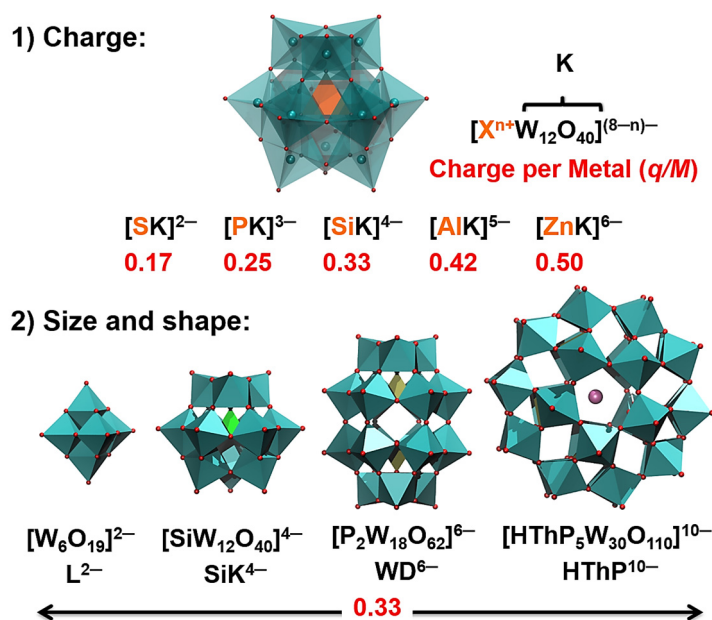 1) Charge:
K
[Xⁿ⁺W₁₂O₄₀]⁽⁸⁻ⁿ⁾⁻
Charge per Metal (q/M)
[SK]²⁻ [PK]³⁻ [SiK]⁴⁻ [AlK]⁵⁻ [ZnK]⁶⁻
0.17 0.25 0.33 0.42 0.50
2) Size and shape:
[W₆O₁₉]²⁻ [SiW₁₂O₄₀]⁴⁻ [P₂W₁₈O₆₂]⁶⁻ [HThP₅W₃₀O₁₁₀]¹⁰⁻
L²⁻ SiK⁴⁻ WD⁶⁻ HThP¹⁰⁻
0.33